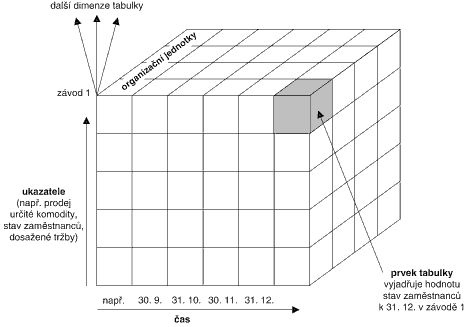 další dimenze tabulky
organizační jednotky
závod 1
ukazatele
(např. prodej
určité komodity,
stav zaměstnanců,
dosažené tržby)
prvek tabulky
vyjadřuje hodnotu
stav zaměstnanců
k 31. 12. v závodě 1
např. 30. 9. 31. 10. 30. 11. 31. 12.
čas